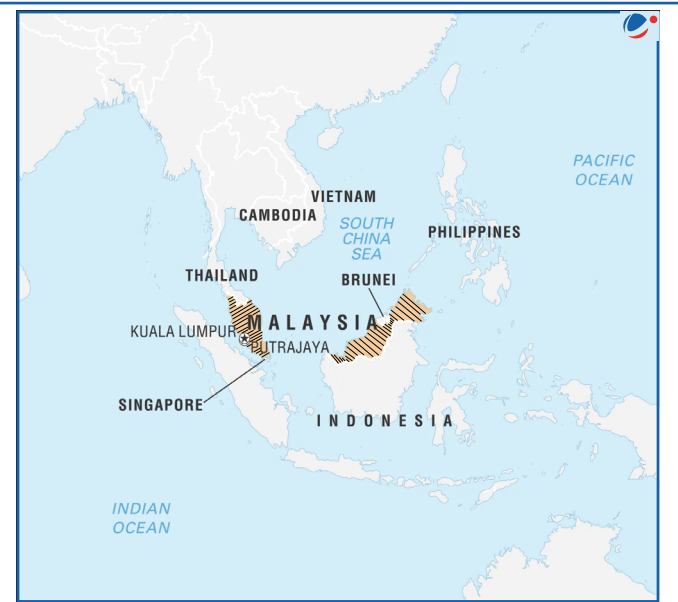 PACIFIC
OCEAN
VIETNAM
CAMBODIA
SOUTH
CHINA
SEA
PHILIPPINES
THAILAND
BRUNEI
MALAYSIA
KUALA LUMPUR
PUTRAJAYA
SINGAPORE
INDONESIA
INDIAN
OCEAN